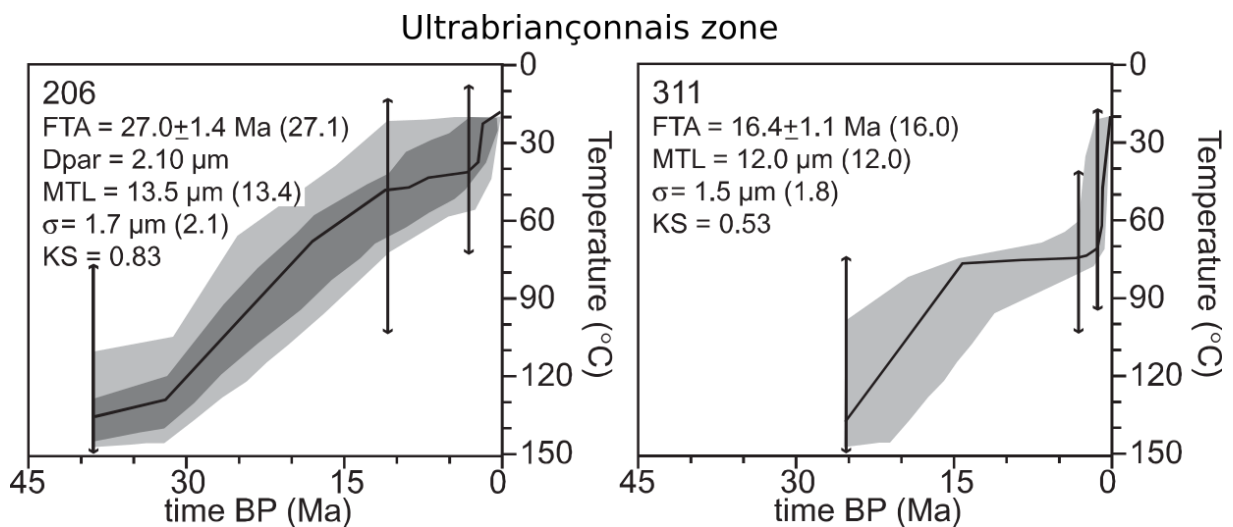 Ultrabriançonnais zone
206
FTA = 27.0±1.4 Ma (27.1)
Dpar = 2.10 µm
MTL = 13.5 µm (13.4)
σ= 1.7 µm (2.1)
KS = 0.83
0
30
60
90
120
150
Temperature (°C)
45
30
15
0
time BP (Ma)
311
FTA = 16.4±1.1 Ma (16.0)
MTL = 12.0 µm (12.0)
σ= 1.5 µm (1.8)
KS = 0.53
0
30
60
90
120
150
Temperature (°C)
45
30
15
0
time BP (Ma)